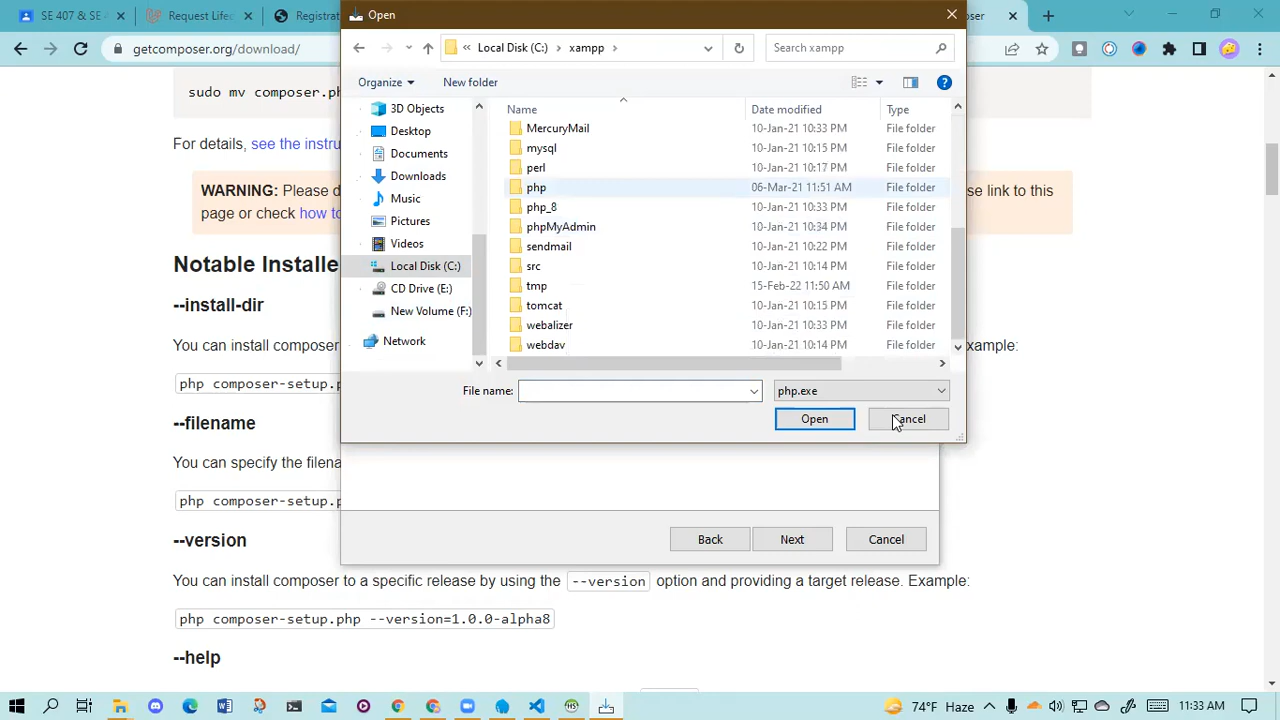 SE 407 & SE
Request Lifec
Registra
oser
Open
getcomposer.org/download/
Local Disk (C:) > xampp >
Search xampp
Organize
New folder
sudo mv composer.ph
3D Objects
Desktop
Documents
Downloads
Music
Pictures
Videos
Local Disk (C:)
CD Drive (E:)
New Volume (F:)
Network
Name Date modified Type
MercuryMail 10-Jan-21 10:33 PM File folder
mysql 10-Jan-21 10:15 PM File folder
perl 10-Jan-21 10:17 PM File folder
php 06-Mar-21 11:51 AM File folder
php_8 10-Jan-21 10:33 PM File folder
phpMyAdmin 10-Jan-21 10:34 PM File folder
sendmail 10-Jan-21 10:22 PM File folder
src 10-Jan-21 10:14 PM File folder
tmp 15-Feb-22 11:50 AM File folder
tomcat 10-Jan-21 10:15 PM File folder
webalizer 10-Jan-21 10:33 PM File folder
webdav 10-Jan-21 10:14 PM File folder
File name:
php.exe
Open
Cancel
For details, see the instru
WARNING: Please d
se link to this
page or check how to
Notable Installe
--install-dir
You can install compos
xample:
php composer-setup.p
--filename
You can specify the filena
php composer-setup.p
Back
Next
Cancel
--version
You can install composer to a specific release by using the --version option and providing a target release. Example:
php composer-setup.php --version=1.0.0-alpha8
--help
74°F Haze
11:33 AM